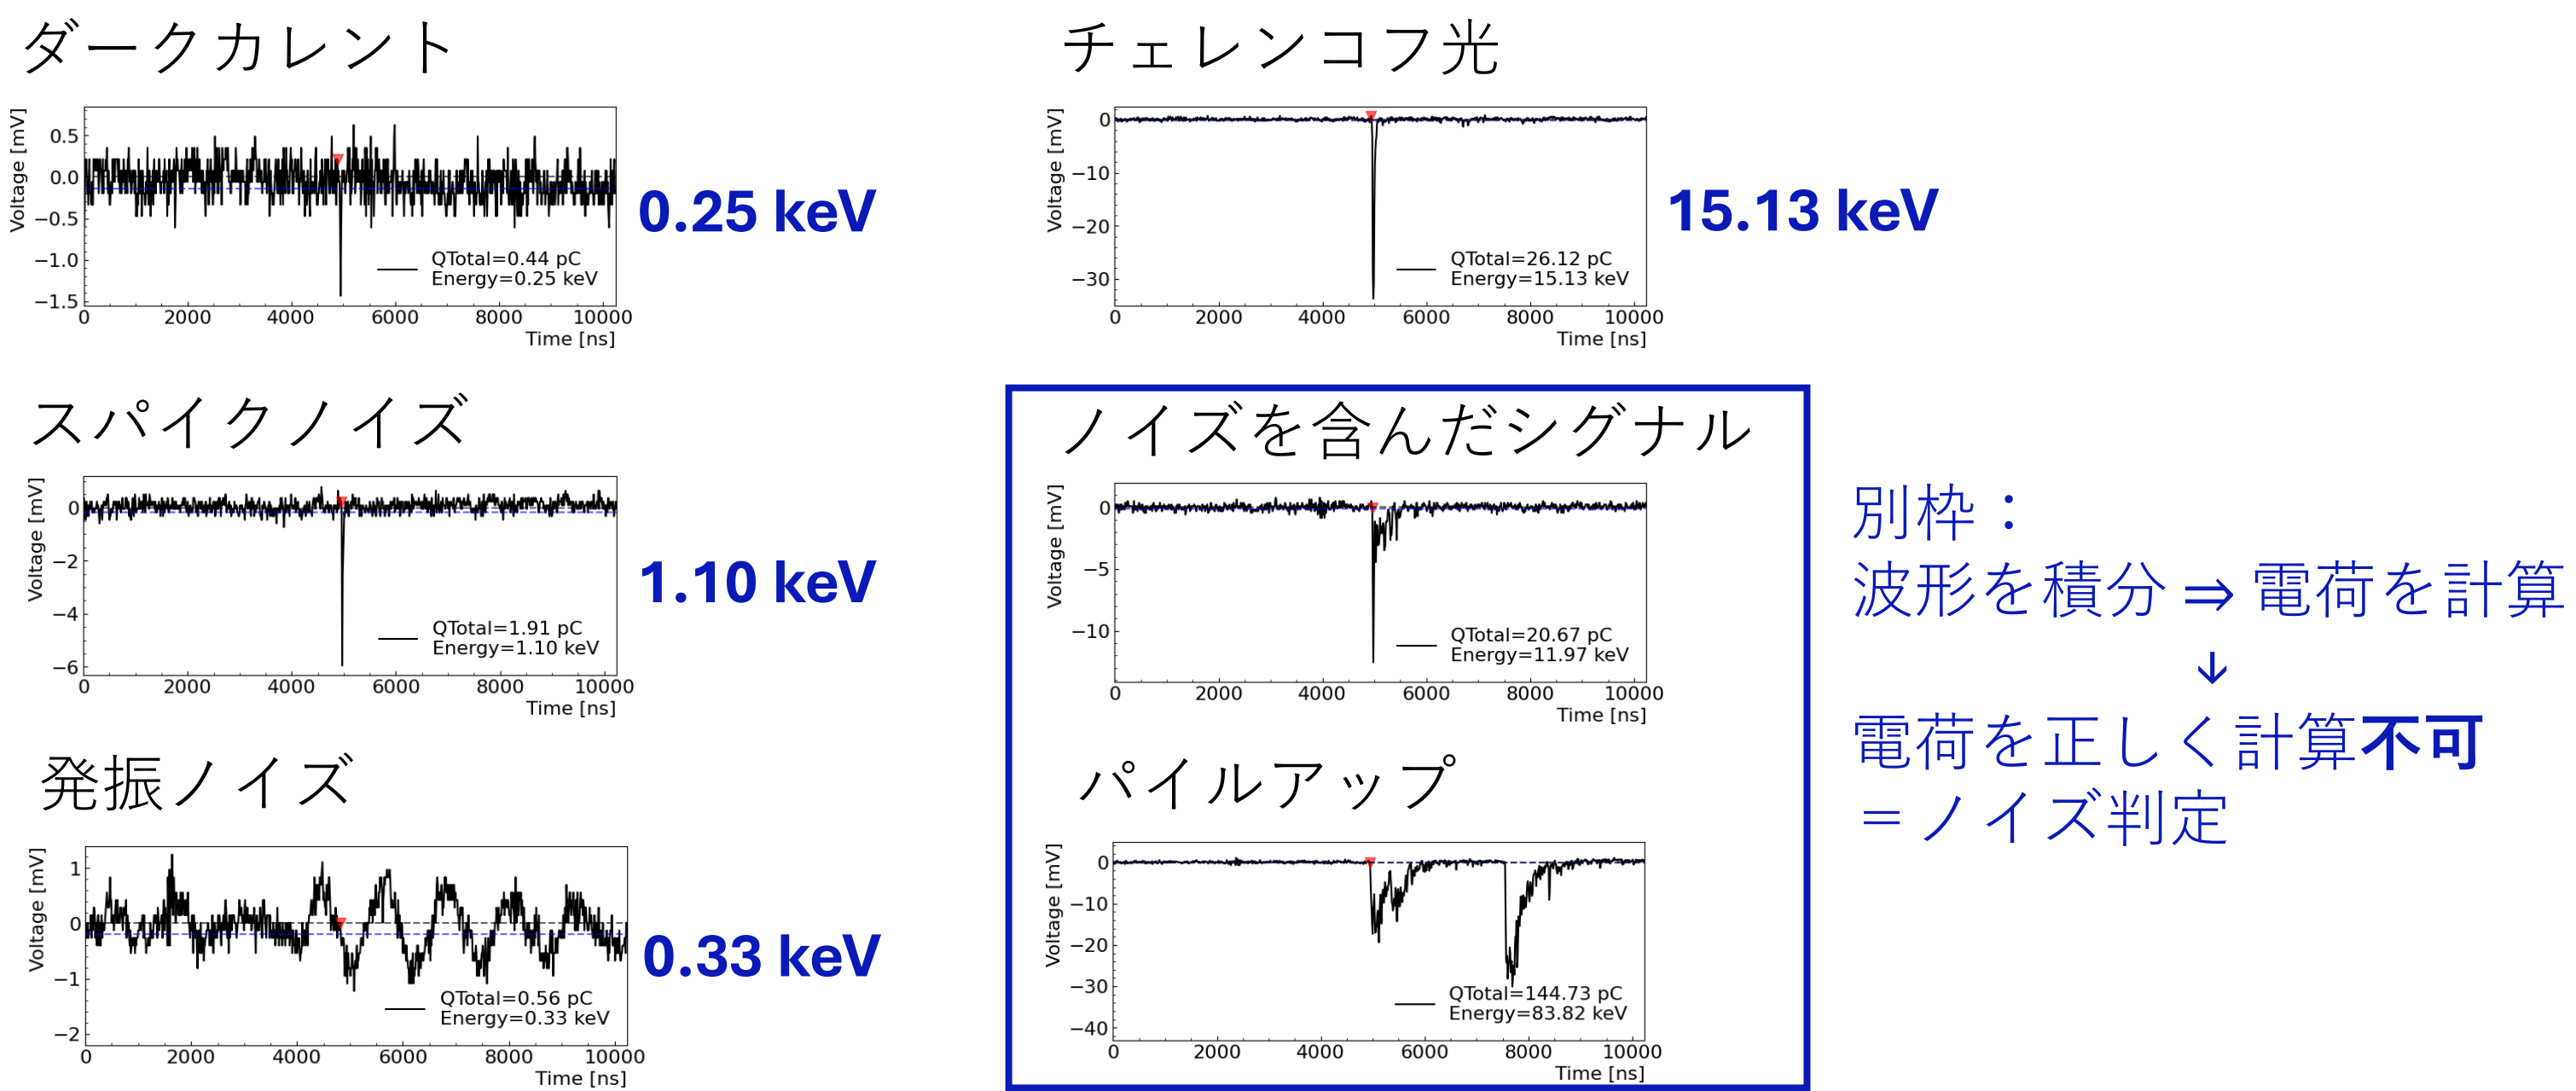 ダークカレント
Voltage [mV]
0.5
0.0
−0.5
−1.0
−1.5
QTotal=0.44 pC
Energy=0.25 keV
0 2000 4000 6000 8000 10000
Time [ns]
0.25 keV
チェレンコフ光
Voltage [mV]
0
−10
−20
−30
QTotal=26.12 pC
Energy=15.13 keV
0 2000 4000 6000 8000 10000
Time [ns]
15.13 keV
スパイクノイズ
Voltage [mV]
0
−2
−4
−6
QTotal=1.91 pC
Energy=1.10 keV
0 2000 4000 6000 8000 10000
Time [ns]
1.10 keV
ノイズを含んだシグナル
Voltage [mV]
0
−5
−10
QTotal=20.67 pC
Energy=11.97 keV
0 2000 4000 6000 8000 10000
Time [ns]
発振ノイズ
Voltage [mV]
1
0
−1
−2
QTotal=0.56 pC
Energy=0.33 keV
0 2000 4000 6000 8000 10000
Time [ns]
0.33 keV
パイルアップ
Voltage [mV]
0
−10
−20
−30
−40
QTotal=144.73 pC
Energy=83.82 keV
0 2000 4000 6000 8000 10000
Time [ns]
別枠：
波形を積分 ⇒ 電荷を計算
↓
電荷を正しく計算不可
＝ノイズ判定